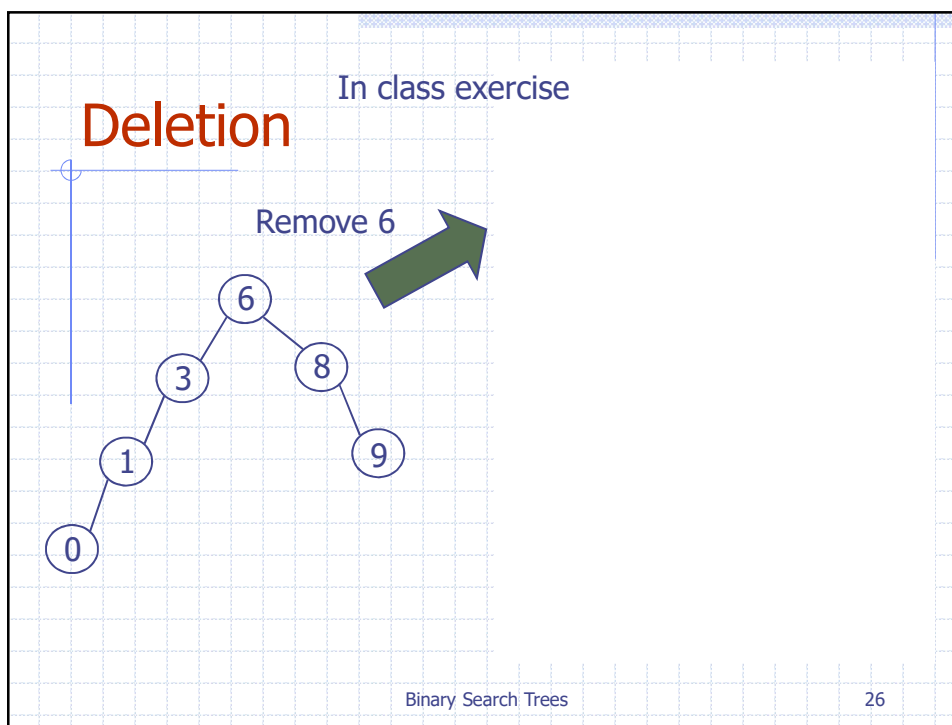 In class exercise
Deletion
Remove 6
6
3
8
1
9
0
Binary Search Trees
26